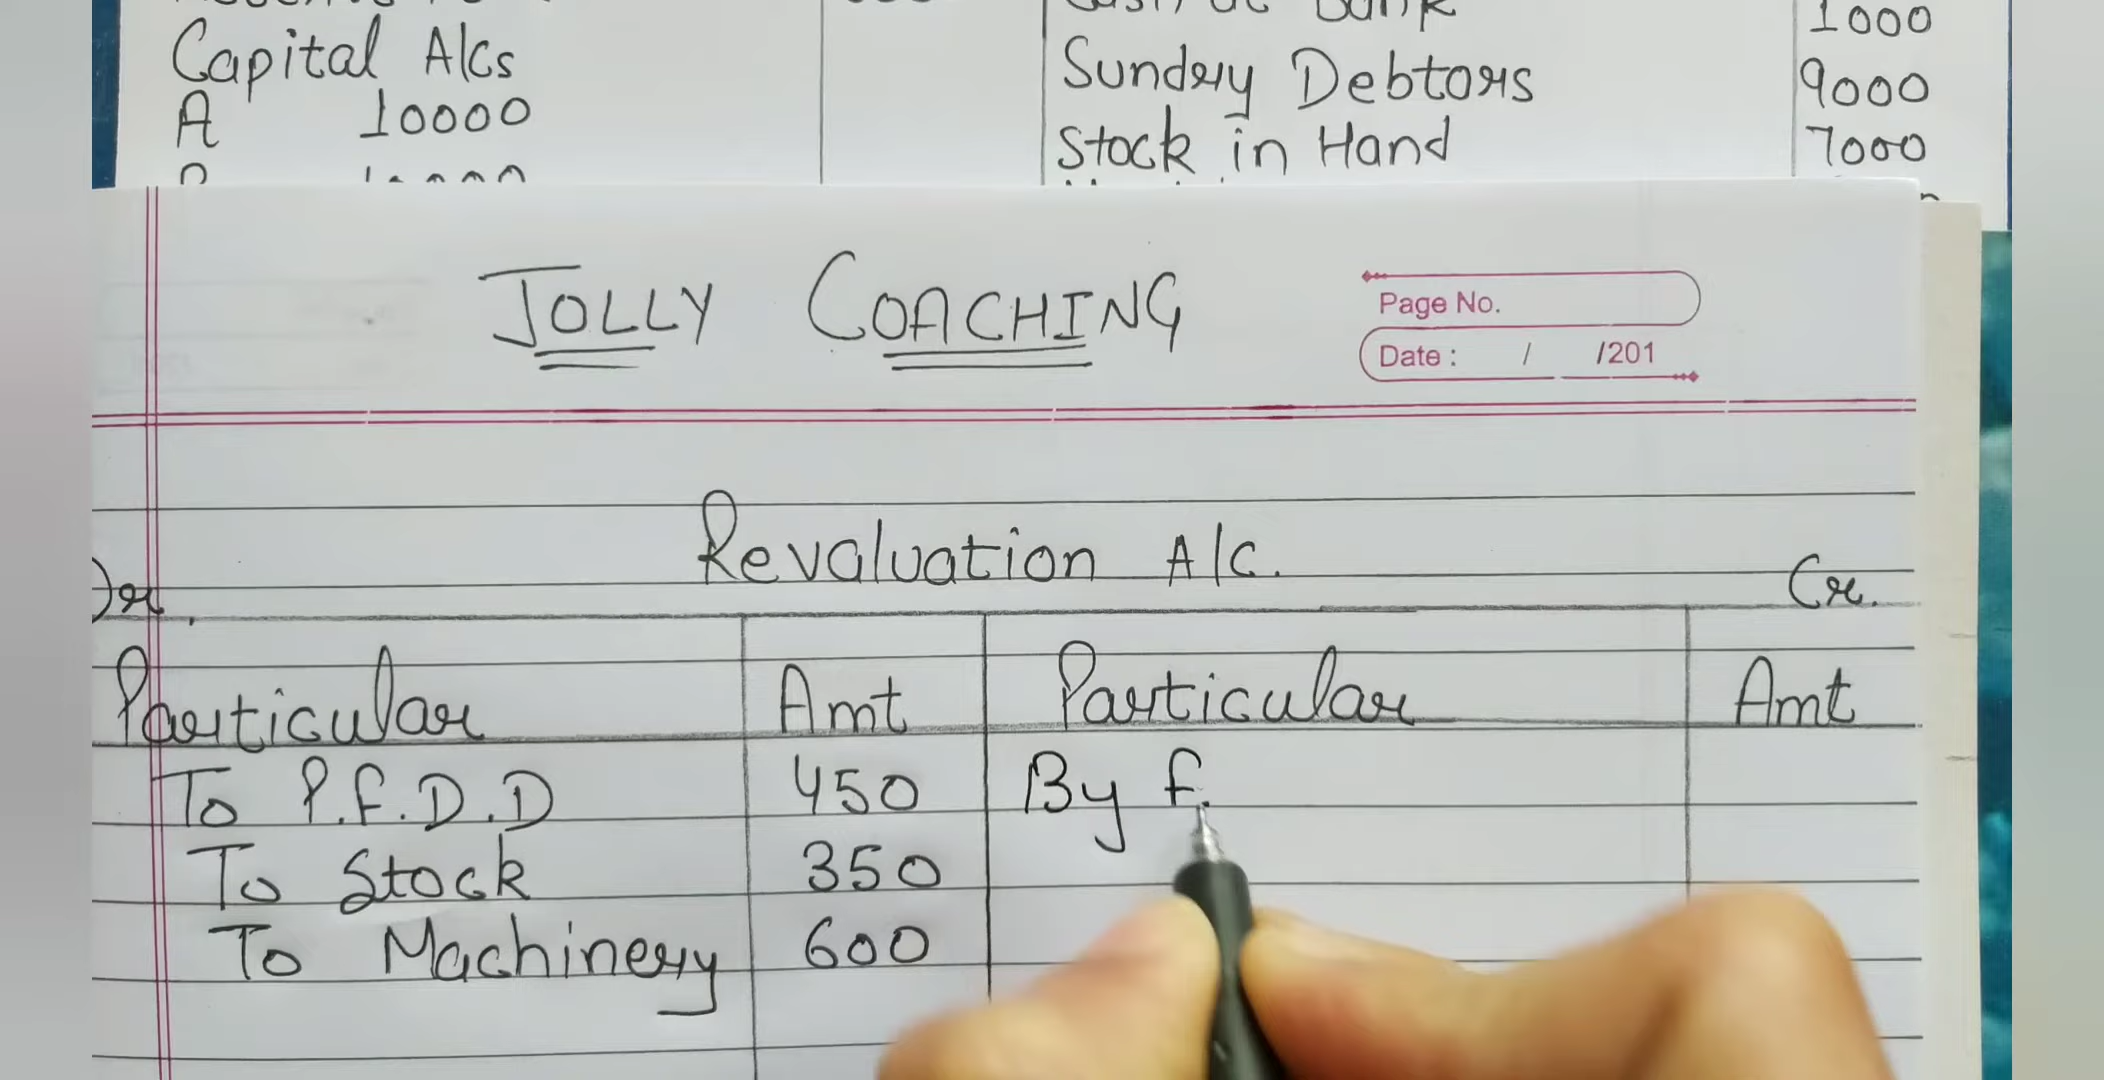 1000
Capital A/cs
Sundry Debtors 9000
A 10000
Stock in Hand 7000
JOLLY COACHING
Page No.
Date : / /201
Revaluation A/c.
Cr.
Particular Amt Particular Amt
To P.F.D.D 450 By F.
To Stock 350
To Machinery 600